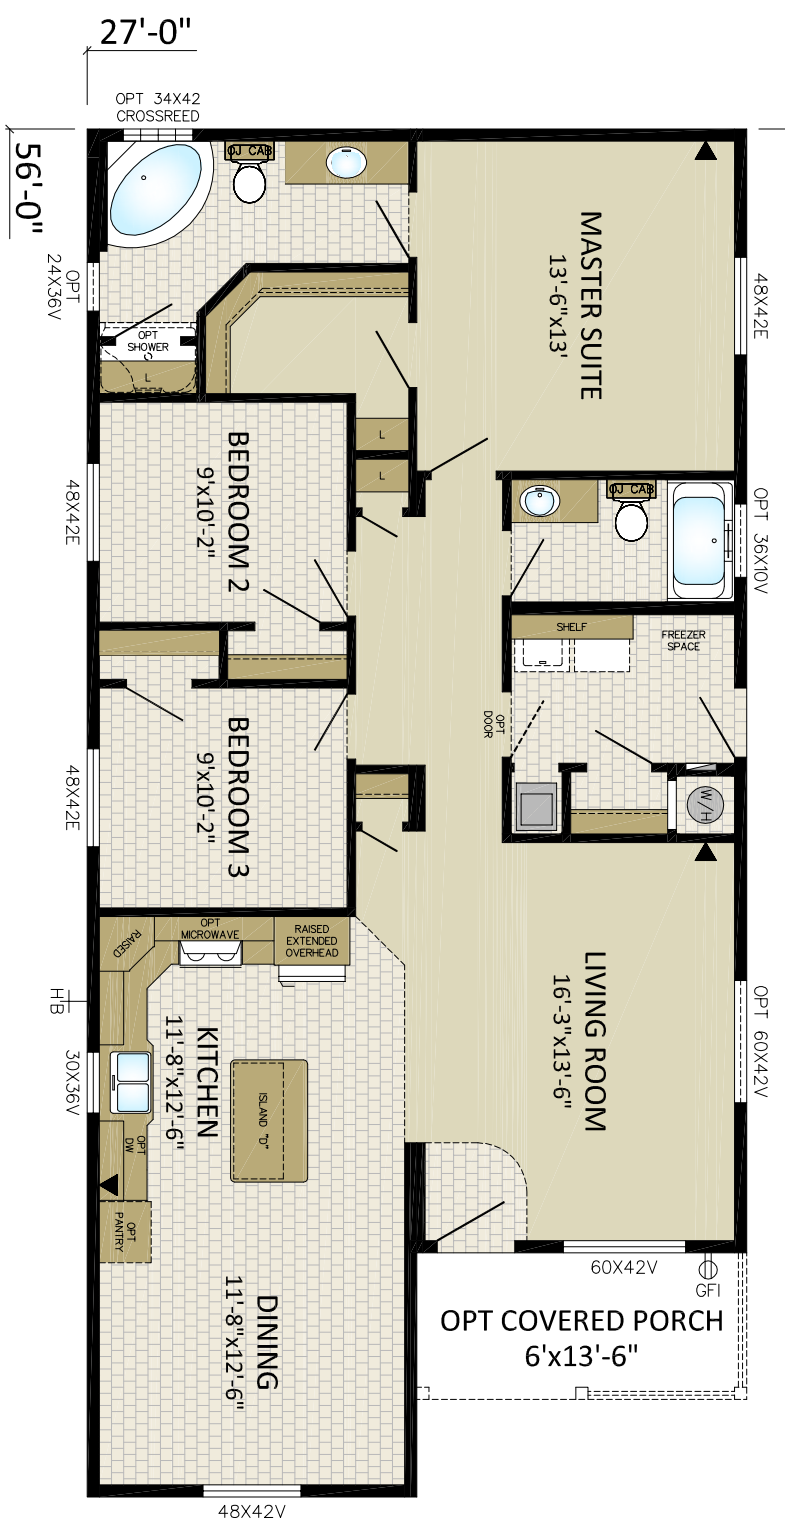 27'-0"
56'-0"
OPT 34X42
CROSSREED
OJ CAB
OPT
24X36V
OPT
SHOWER
L
MASTER SUITE
13'-6"x13'
48X42E
L
L
BEDROOM 2
9'x10'-2"
48X42E
OJ CAB
OPT 36X10V
SHELF
FREEZER
SPACE
OPT
DOOR
BEDROOM 3
9'x10'-2"
48X42E
W/H
RAISED
OPT
MICROWAVE
RAISED
EXTENDED
OVERHEAD
LIVING ROOM
16'-3"x13'-6"
OPT 60X42V
HB
30X36V
KITCHEN
11'-8"x12'-6"
ISLAND "D"
OPT
DW
OPT
PANTRY
DINING
11'-8"x12'-6"
60X42V
GFI
OPT COVERED PORCH
6'x13'-6"
48X42V